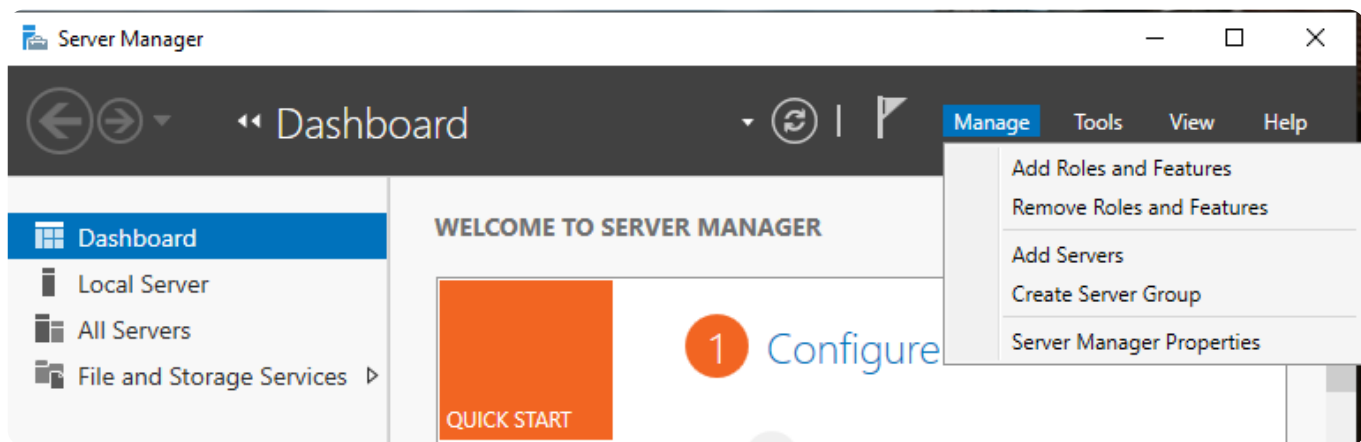 Server Manager
Dashboard
Manage Tools View Help
Add Roles and Features
Remove Roles and Features
Add Servers
Create Server Group
Server Manager Properties
Dashboard
Local Server
All Servers
File and Storage Services
WELCOME TO SERVER MANAGER
QUICK START
1 Configure